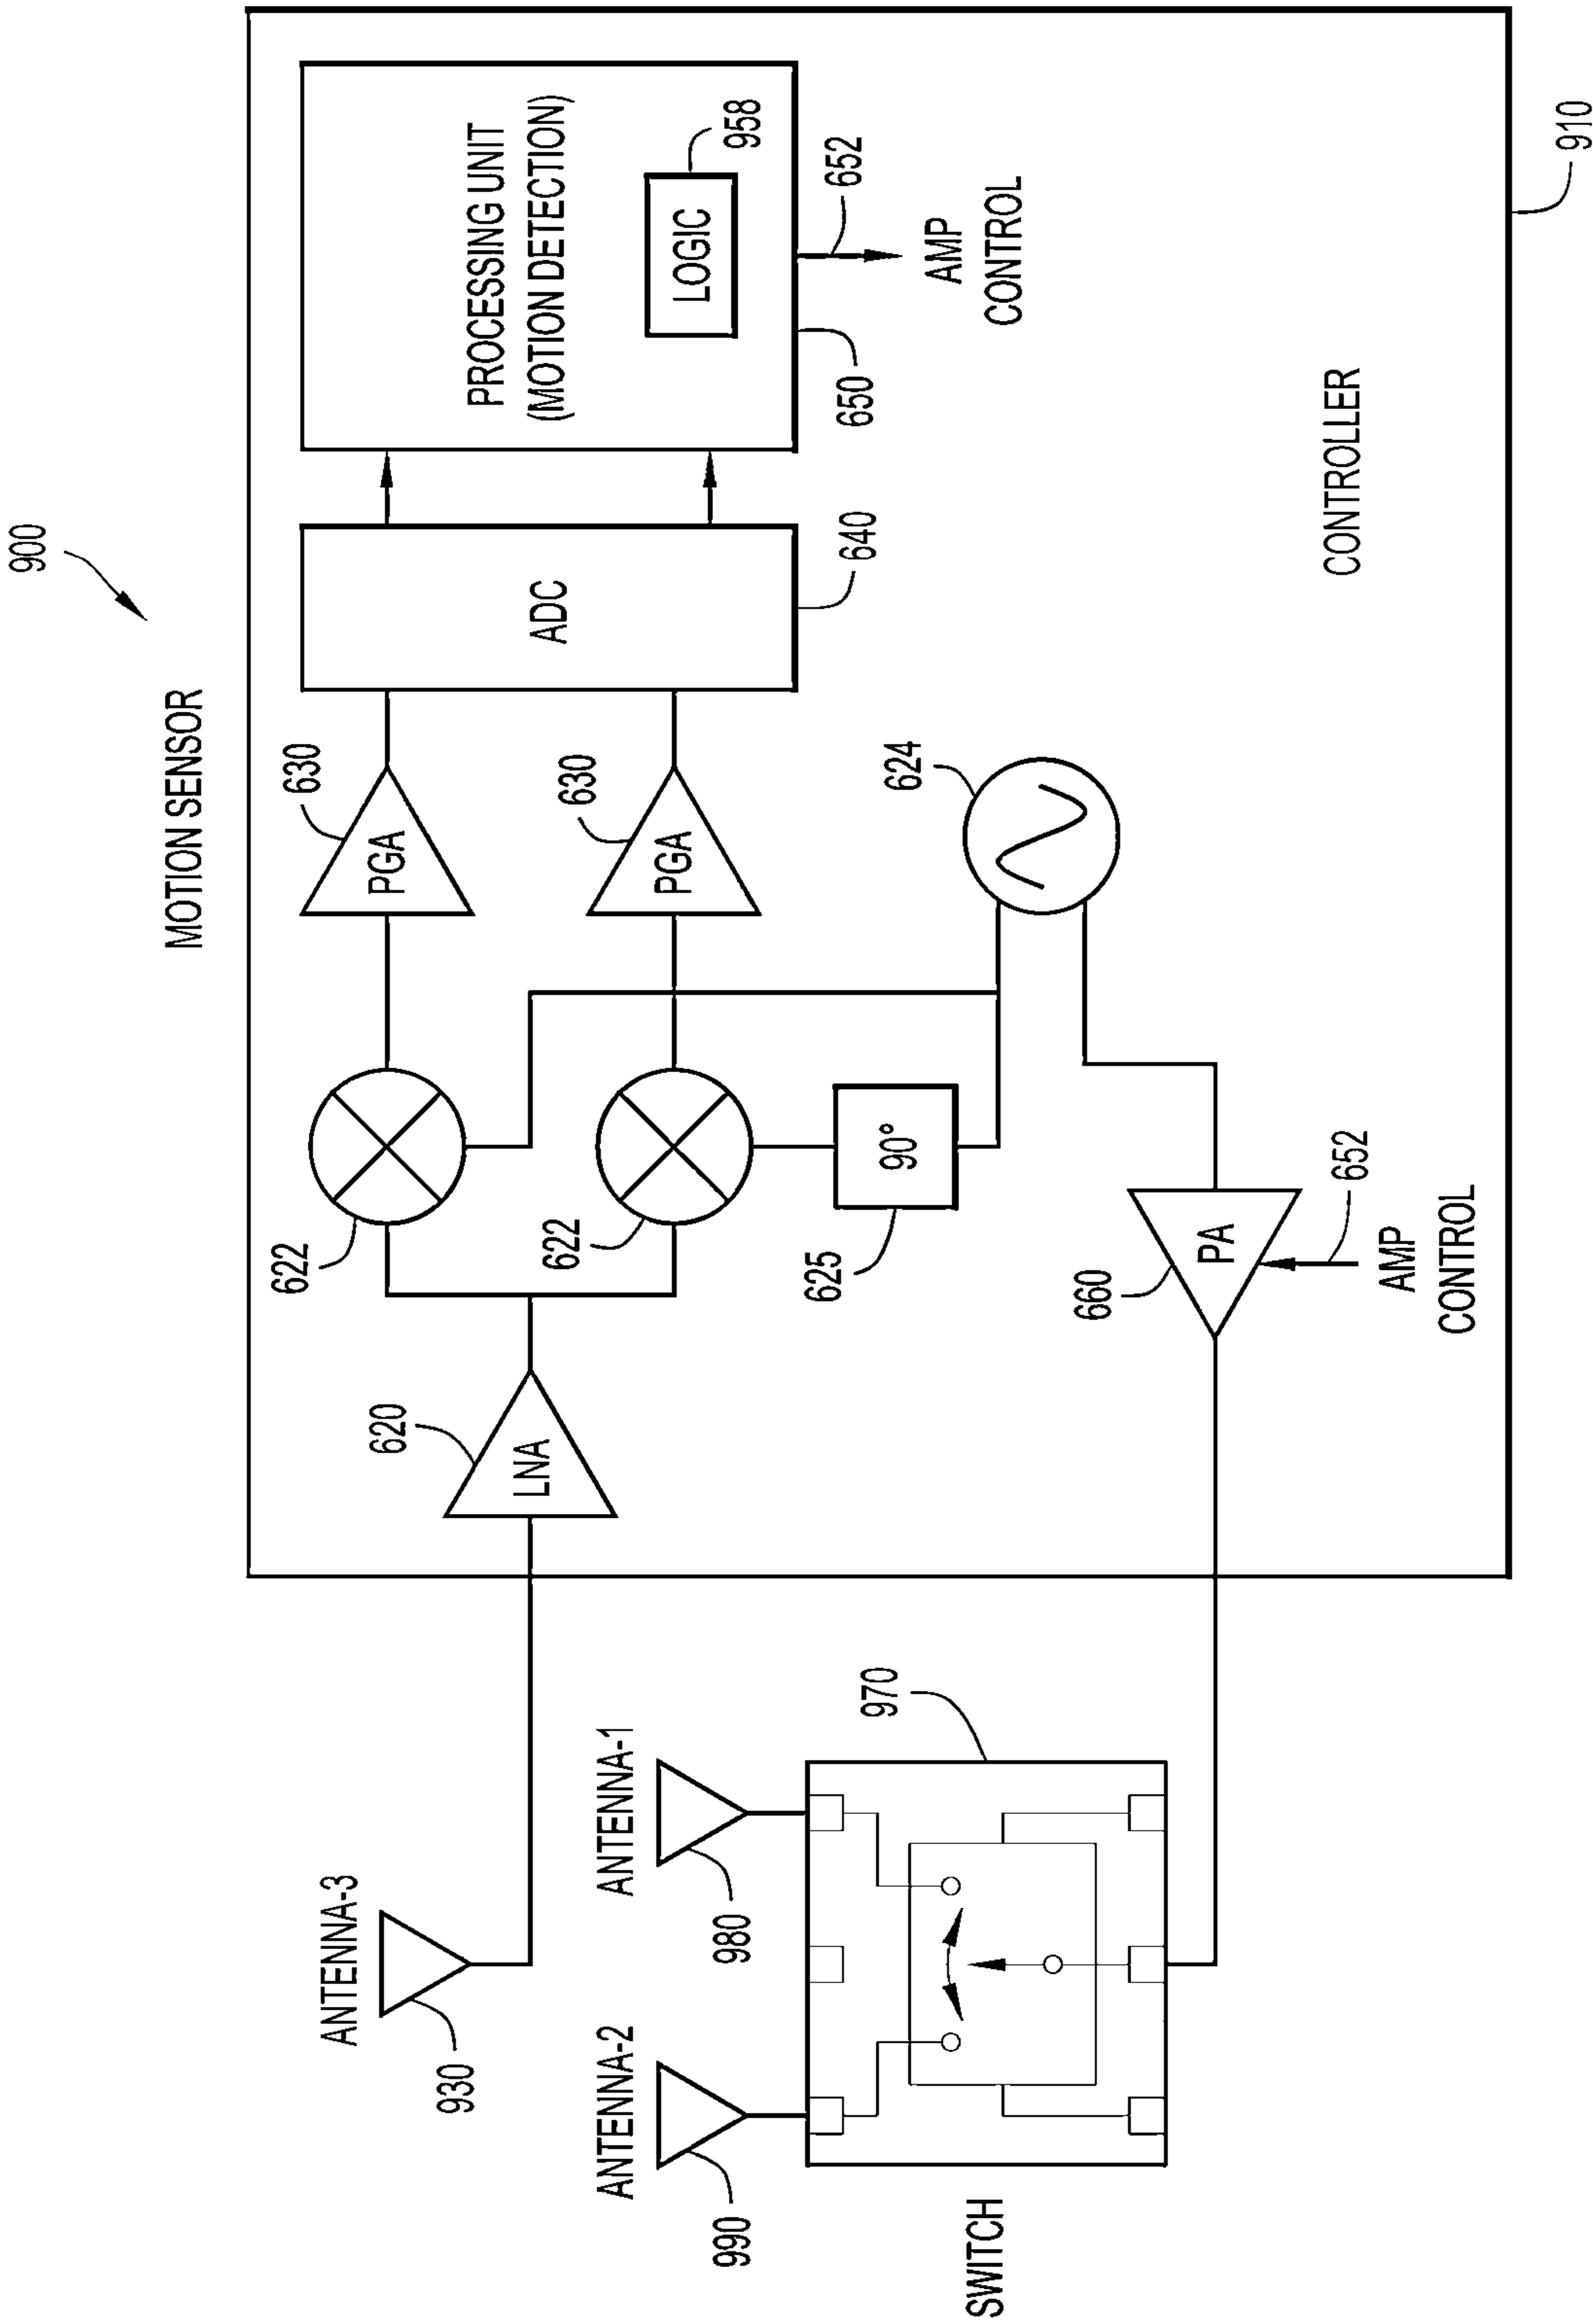 900
MOTION SENSOR
PROCESSING UNIT
(MOTION DETECTION)
LOGIC
958
652
AMP
CONTROL
650
ADC
640
630
PGA
630
PGA
624
622
622
90°
625
620
LNA
PA
660
652
AMP
CONTROL
CONTROLLER
910
ANTENNA-3
930
ANTENNA-1
980
ANTENNA-2
990
970
SWITCH